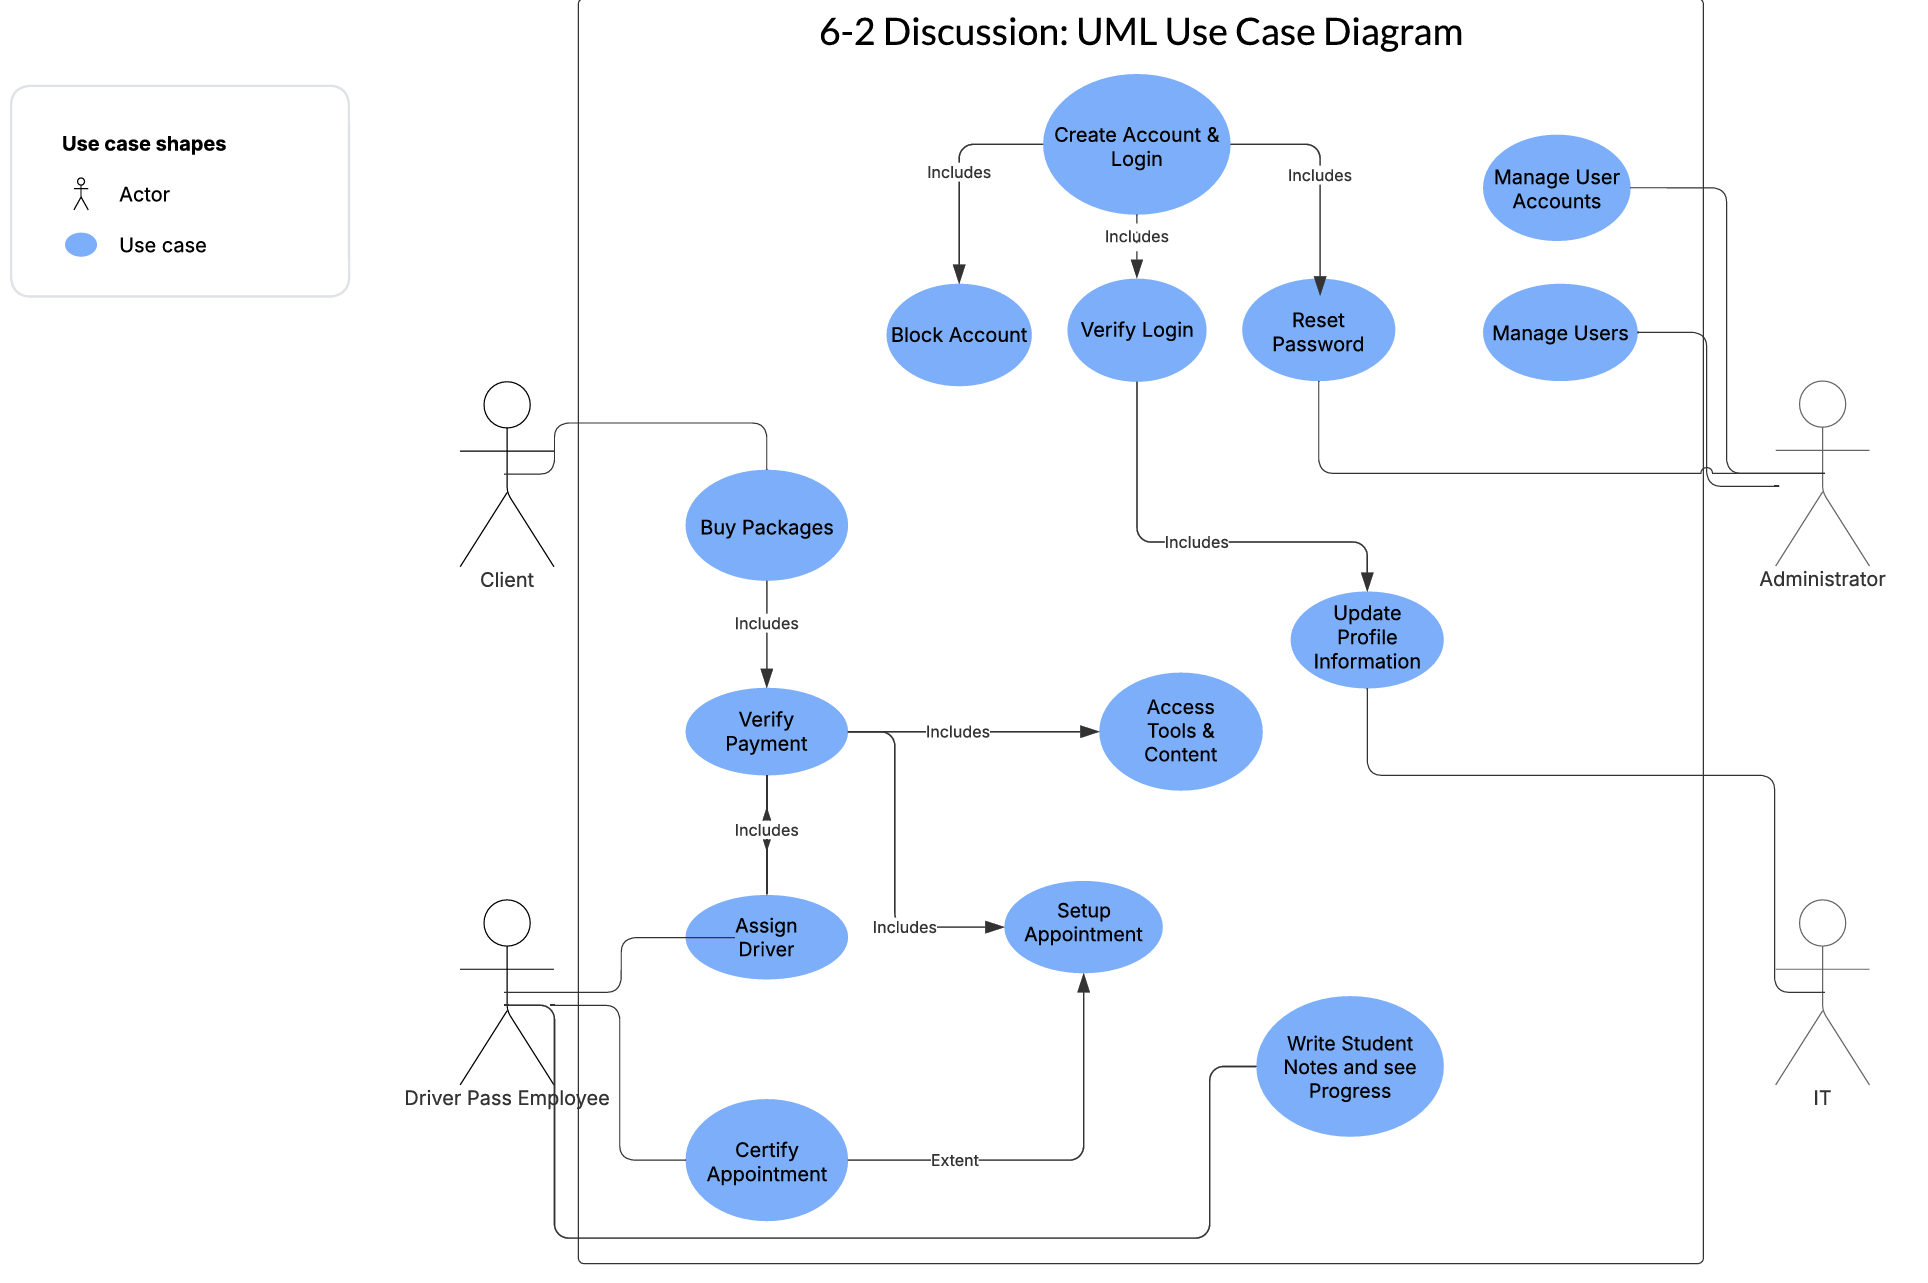 6-2 Discussion: UML Use Case Diagram
Use case shapes
Actor
Use case
Create Account &
Login
Includes
Includes
Includes
Manage User
Accounts
Block Account
Verify Login
Reset
Password
Manage Users
Client
Administrator
Buy Packages
Includes
Includes
Update
Profile
Information
Verify
Payment
Includes
Access
Tools &
Content
Includes
Assign
Driver
Includes
Setup
Appointment
Driver Pass Employee
Write Student
Notes and see
Progress
IT
Certify
Appointment
Extent